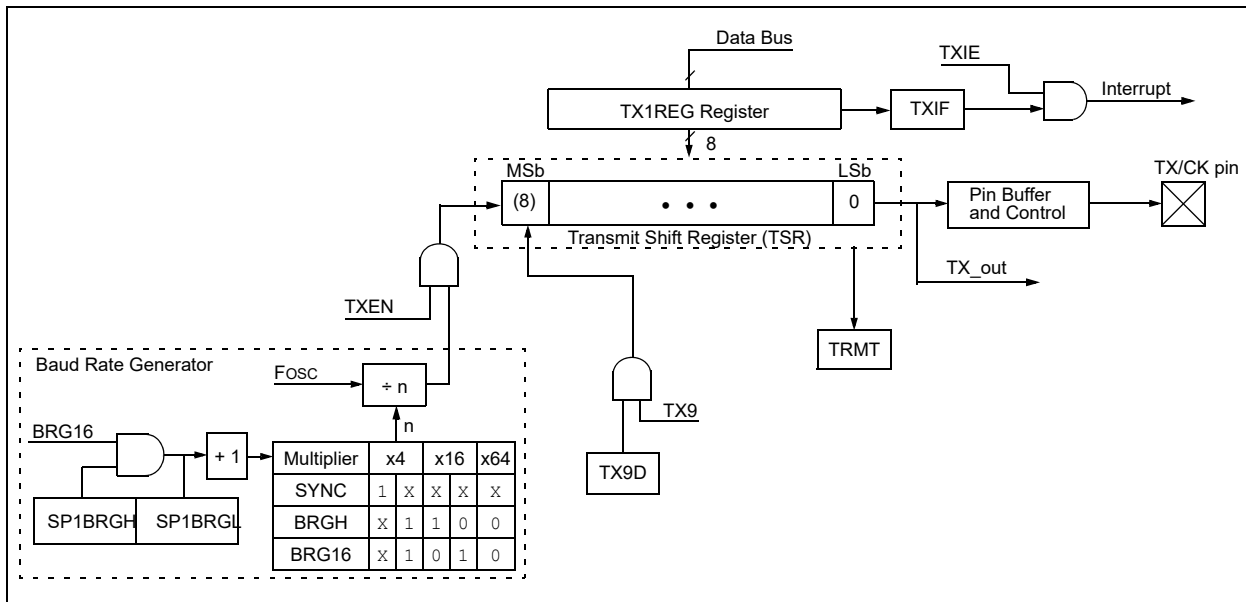 Data Bus
TXIE
Interrupt
TX1REG Register
TXIF
8
MSb
LSb
TX/CK pin
(8)
• • •
0
Pin Buffer
and Control
Transmit Shift Register (TSR)
TX_out
TXEN
TRMT
Baud Rate Generator
FOSC
÷ n
n
TX9
BRG16
+ 1
Multiplier x4 x16 x64
SYNC 1 X X X X
BRGH X 1 1 0 0
BRG16 X 1 0 1 0
TX9D
SP1BRGH SP1BRGL